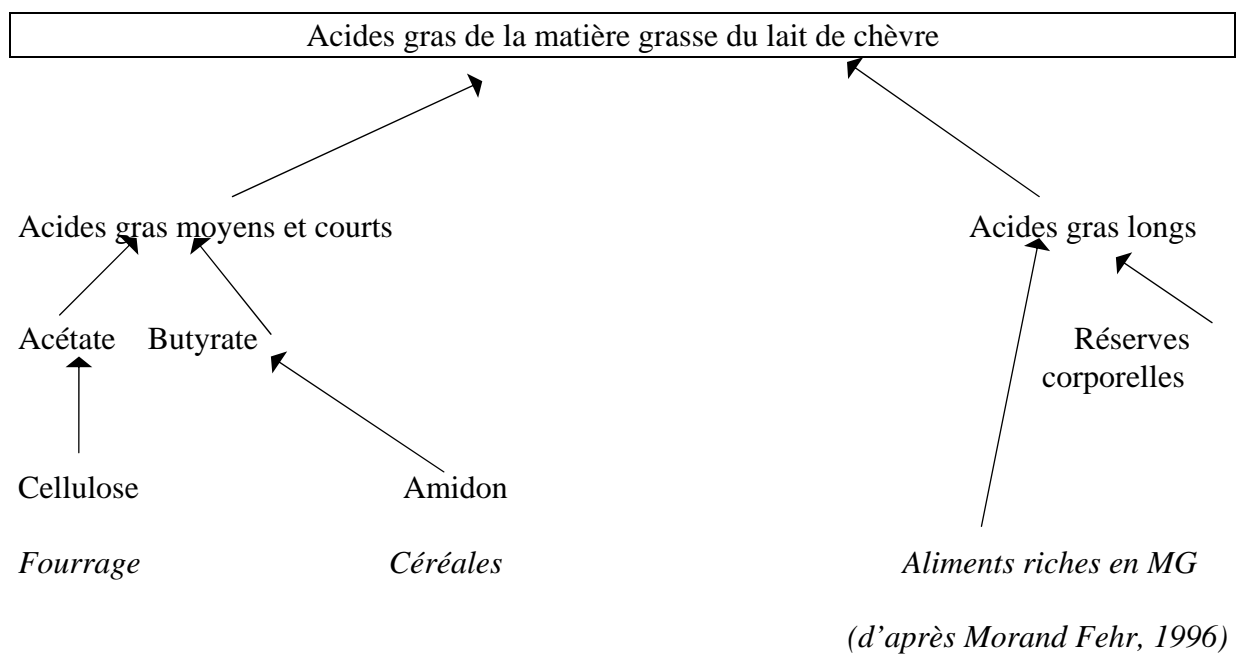 Acides gras de la matière grasse du lait de chèvre
Acides gras moyens et courts
Acides gras longs
Acétate
Butyrate
Réserves
corporelles
Cellulose
Amidon
Fourrage
Céréales
Aliments riches en MG
(d'après Morand Fehr, 1996)